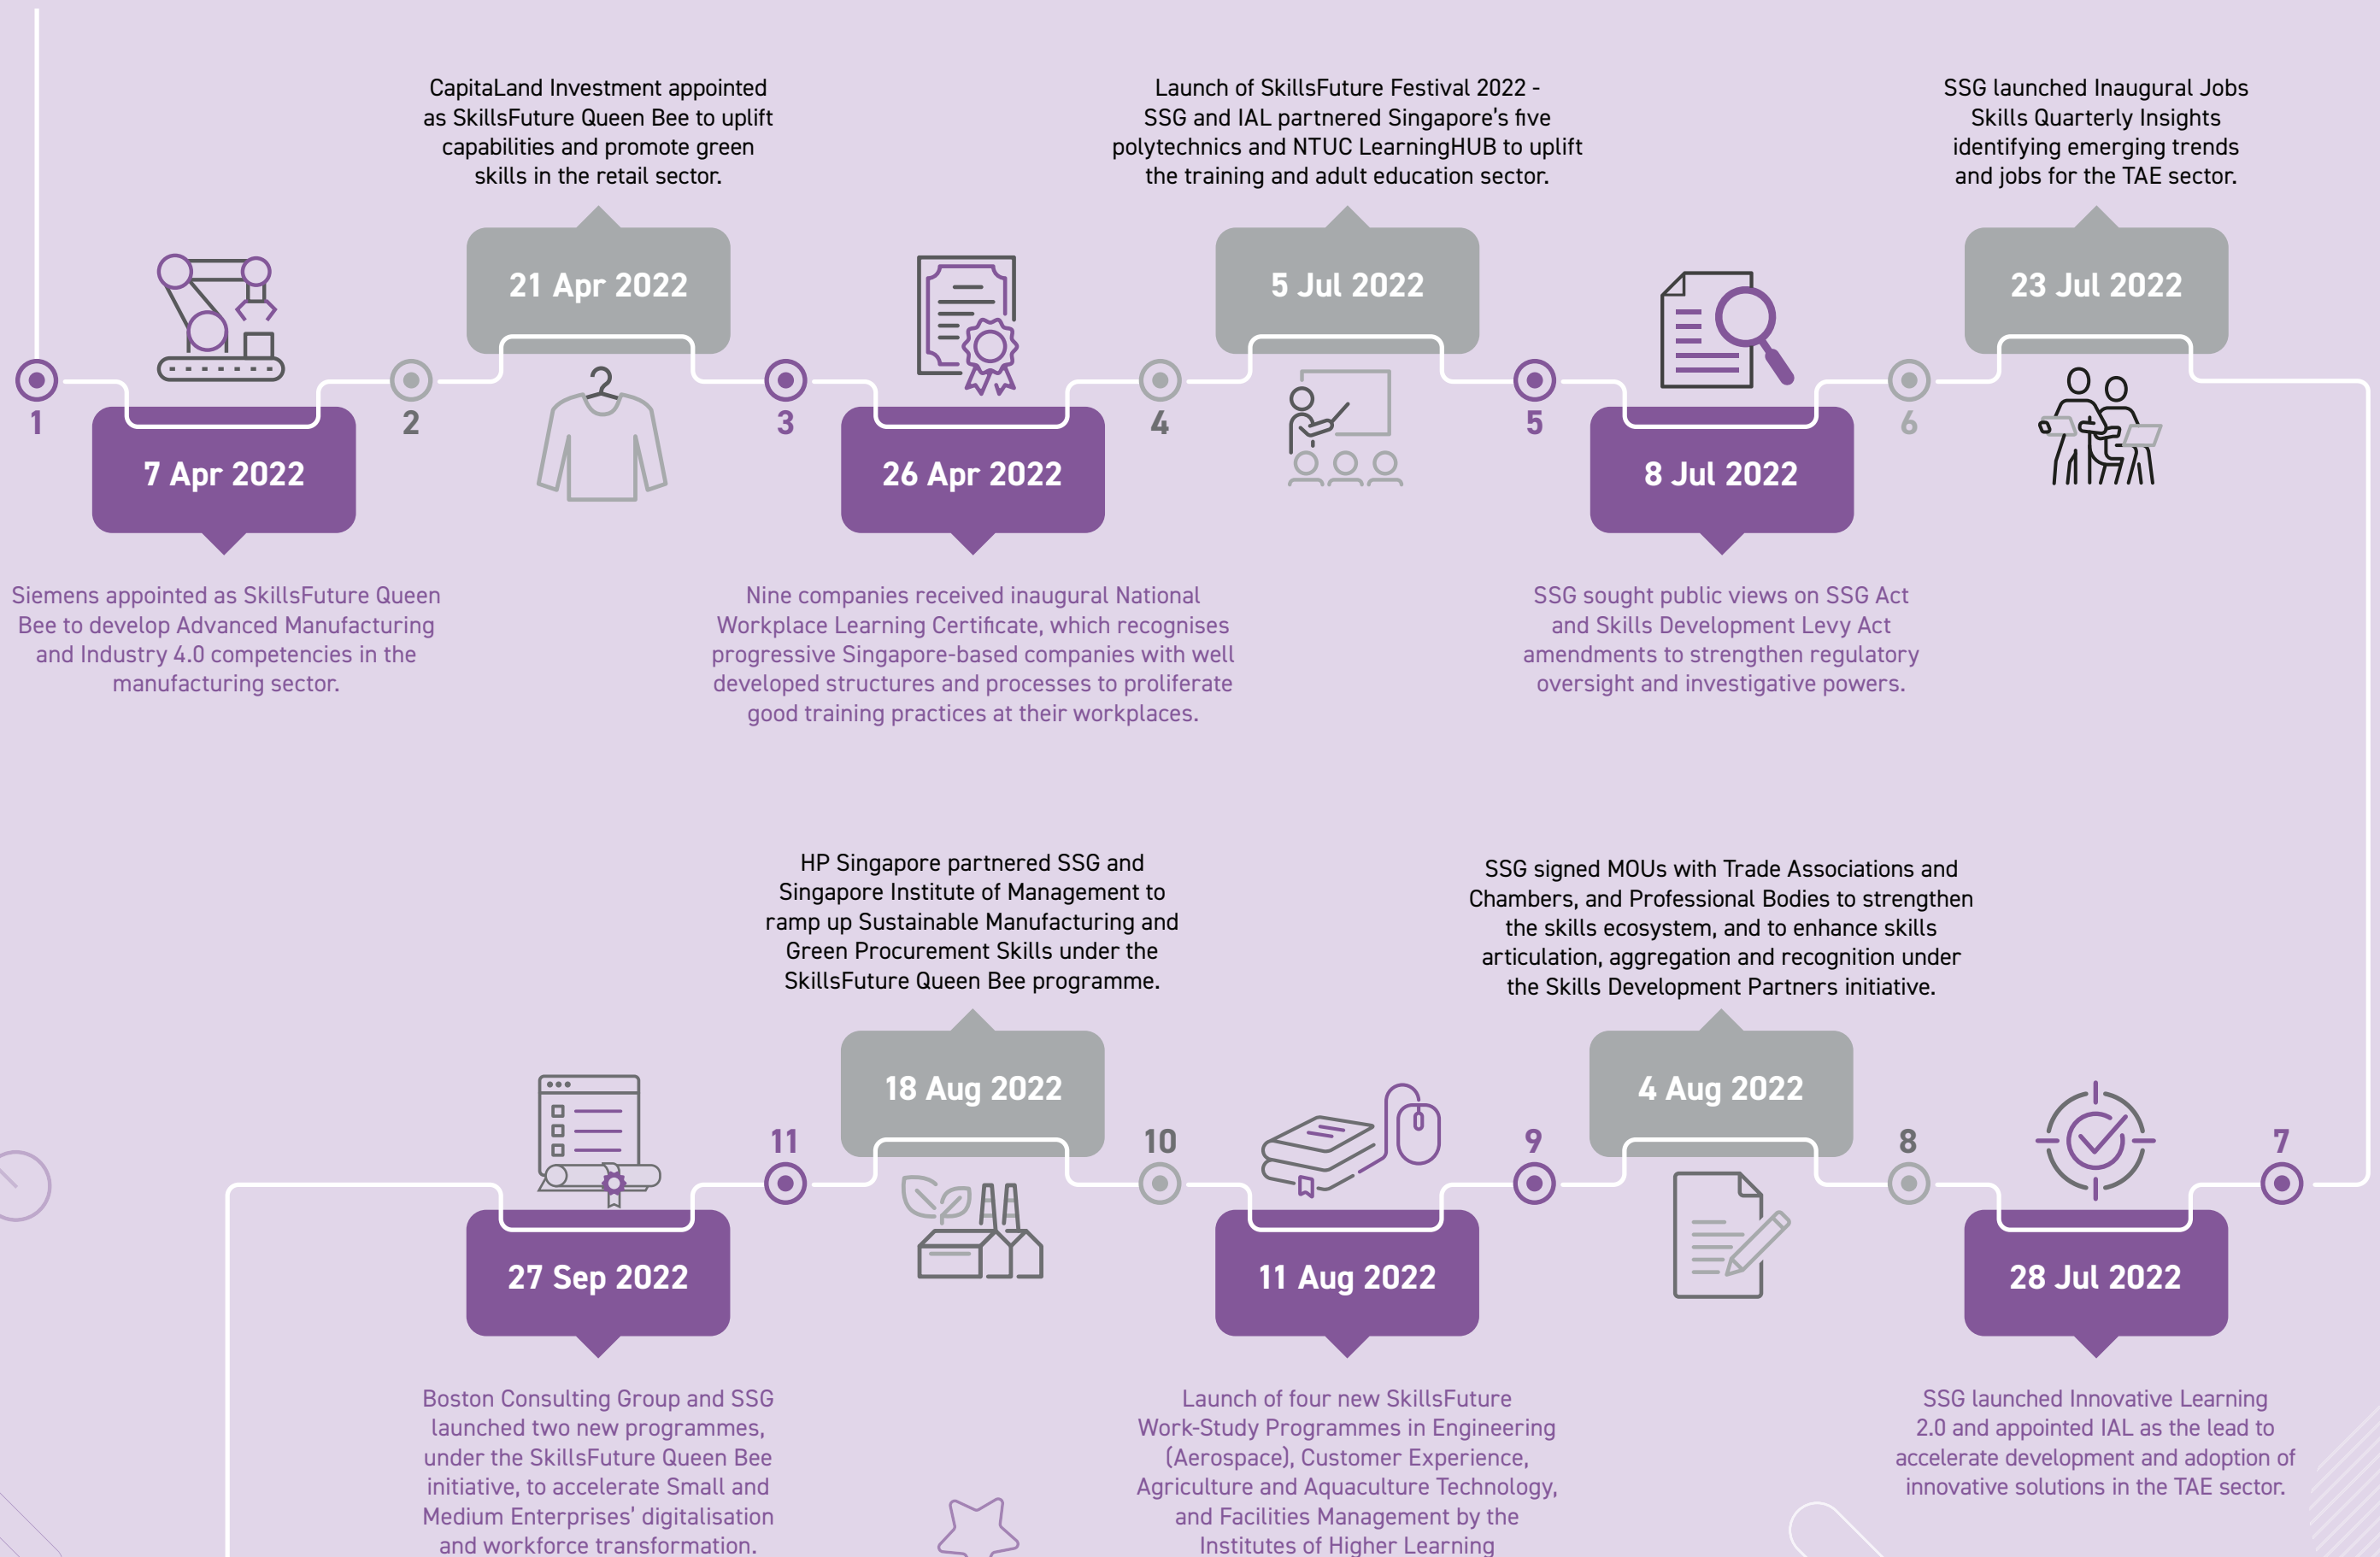 1
7 Apr 2022
Siemens appointed as SkillsFuture Queen
Bee to develop Advanced Manufacturing
and Industry 4.0 competencies in the
manufacturing sector.
2
CapitaLand Investment appointed
as SkillsFuture Queen Bee to uplift
capabilities and promote green
skills in the retail sector.
21 Apr 2022
3
26 Apr 2022
Nine companies received inaugural National
Workplace Learning Certificate, which recognises
progressive Singapore-based companies with well
developed structures and processes to proliferate
good training practices at their workplaces.
4
Launch of SkillsFuture Festival 2022 -
SSG and IAL partnered Singapore's five
polytechnics and NTUC LearningHUB to uplift
the training and adult education sector.
5 Jul 2022
5
8 Jul 2022
SSG sought public views on SSG Act
and Skills Development Levy Act
amendments to strengthen regulatory
oversight and investigative powers.
6
SSG launched Inaugural Jobs
Skills Quarterly Insights
identifying emerging trends
and jobs for the TAE sector.
23 Jul 2022
7
28 Jul 2022
SSG launched Innovative Learning
2.0 and appointed IAL as the lead to
accelerate development and adoption of
innovative solutions in the TAE sector.
8
SSG signed MOUs with Trade Associations and
Chambers, and Professional Bodies to strengthen
the skills ecosystem, and to enhance skills
articulation, aggregation and recognition under
the Skills Development Partners initiative.
4 Aug 2022
9
11 Aug 2022
Launch of four new SkillsFuture
Work-Study Programmes in Engineering
(Aerospace), Customer Experience,
Agriculture and Aquaculture Technology,
and Facilities Management by the
Institutes of Higher Learning
10
HP Singapore partnered SSG and
Singapore Institute of Management to
ramp up Sustainable Manufacturing and
Green Procurement Skills under the
SkillsFuture Queen Bee programme.
18 Aug 2022
11
27 Sep 2022
Boston Consulting Group and SSG
launched two new programmes,
under the SkillsFuture Queen Bee
initiative, to accelerate Small and
Medium Enterprises' digitalisation
and workforce transformation.